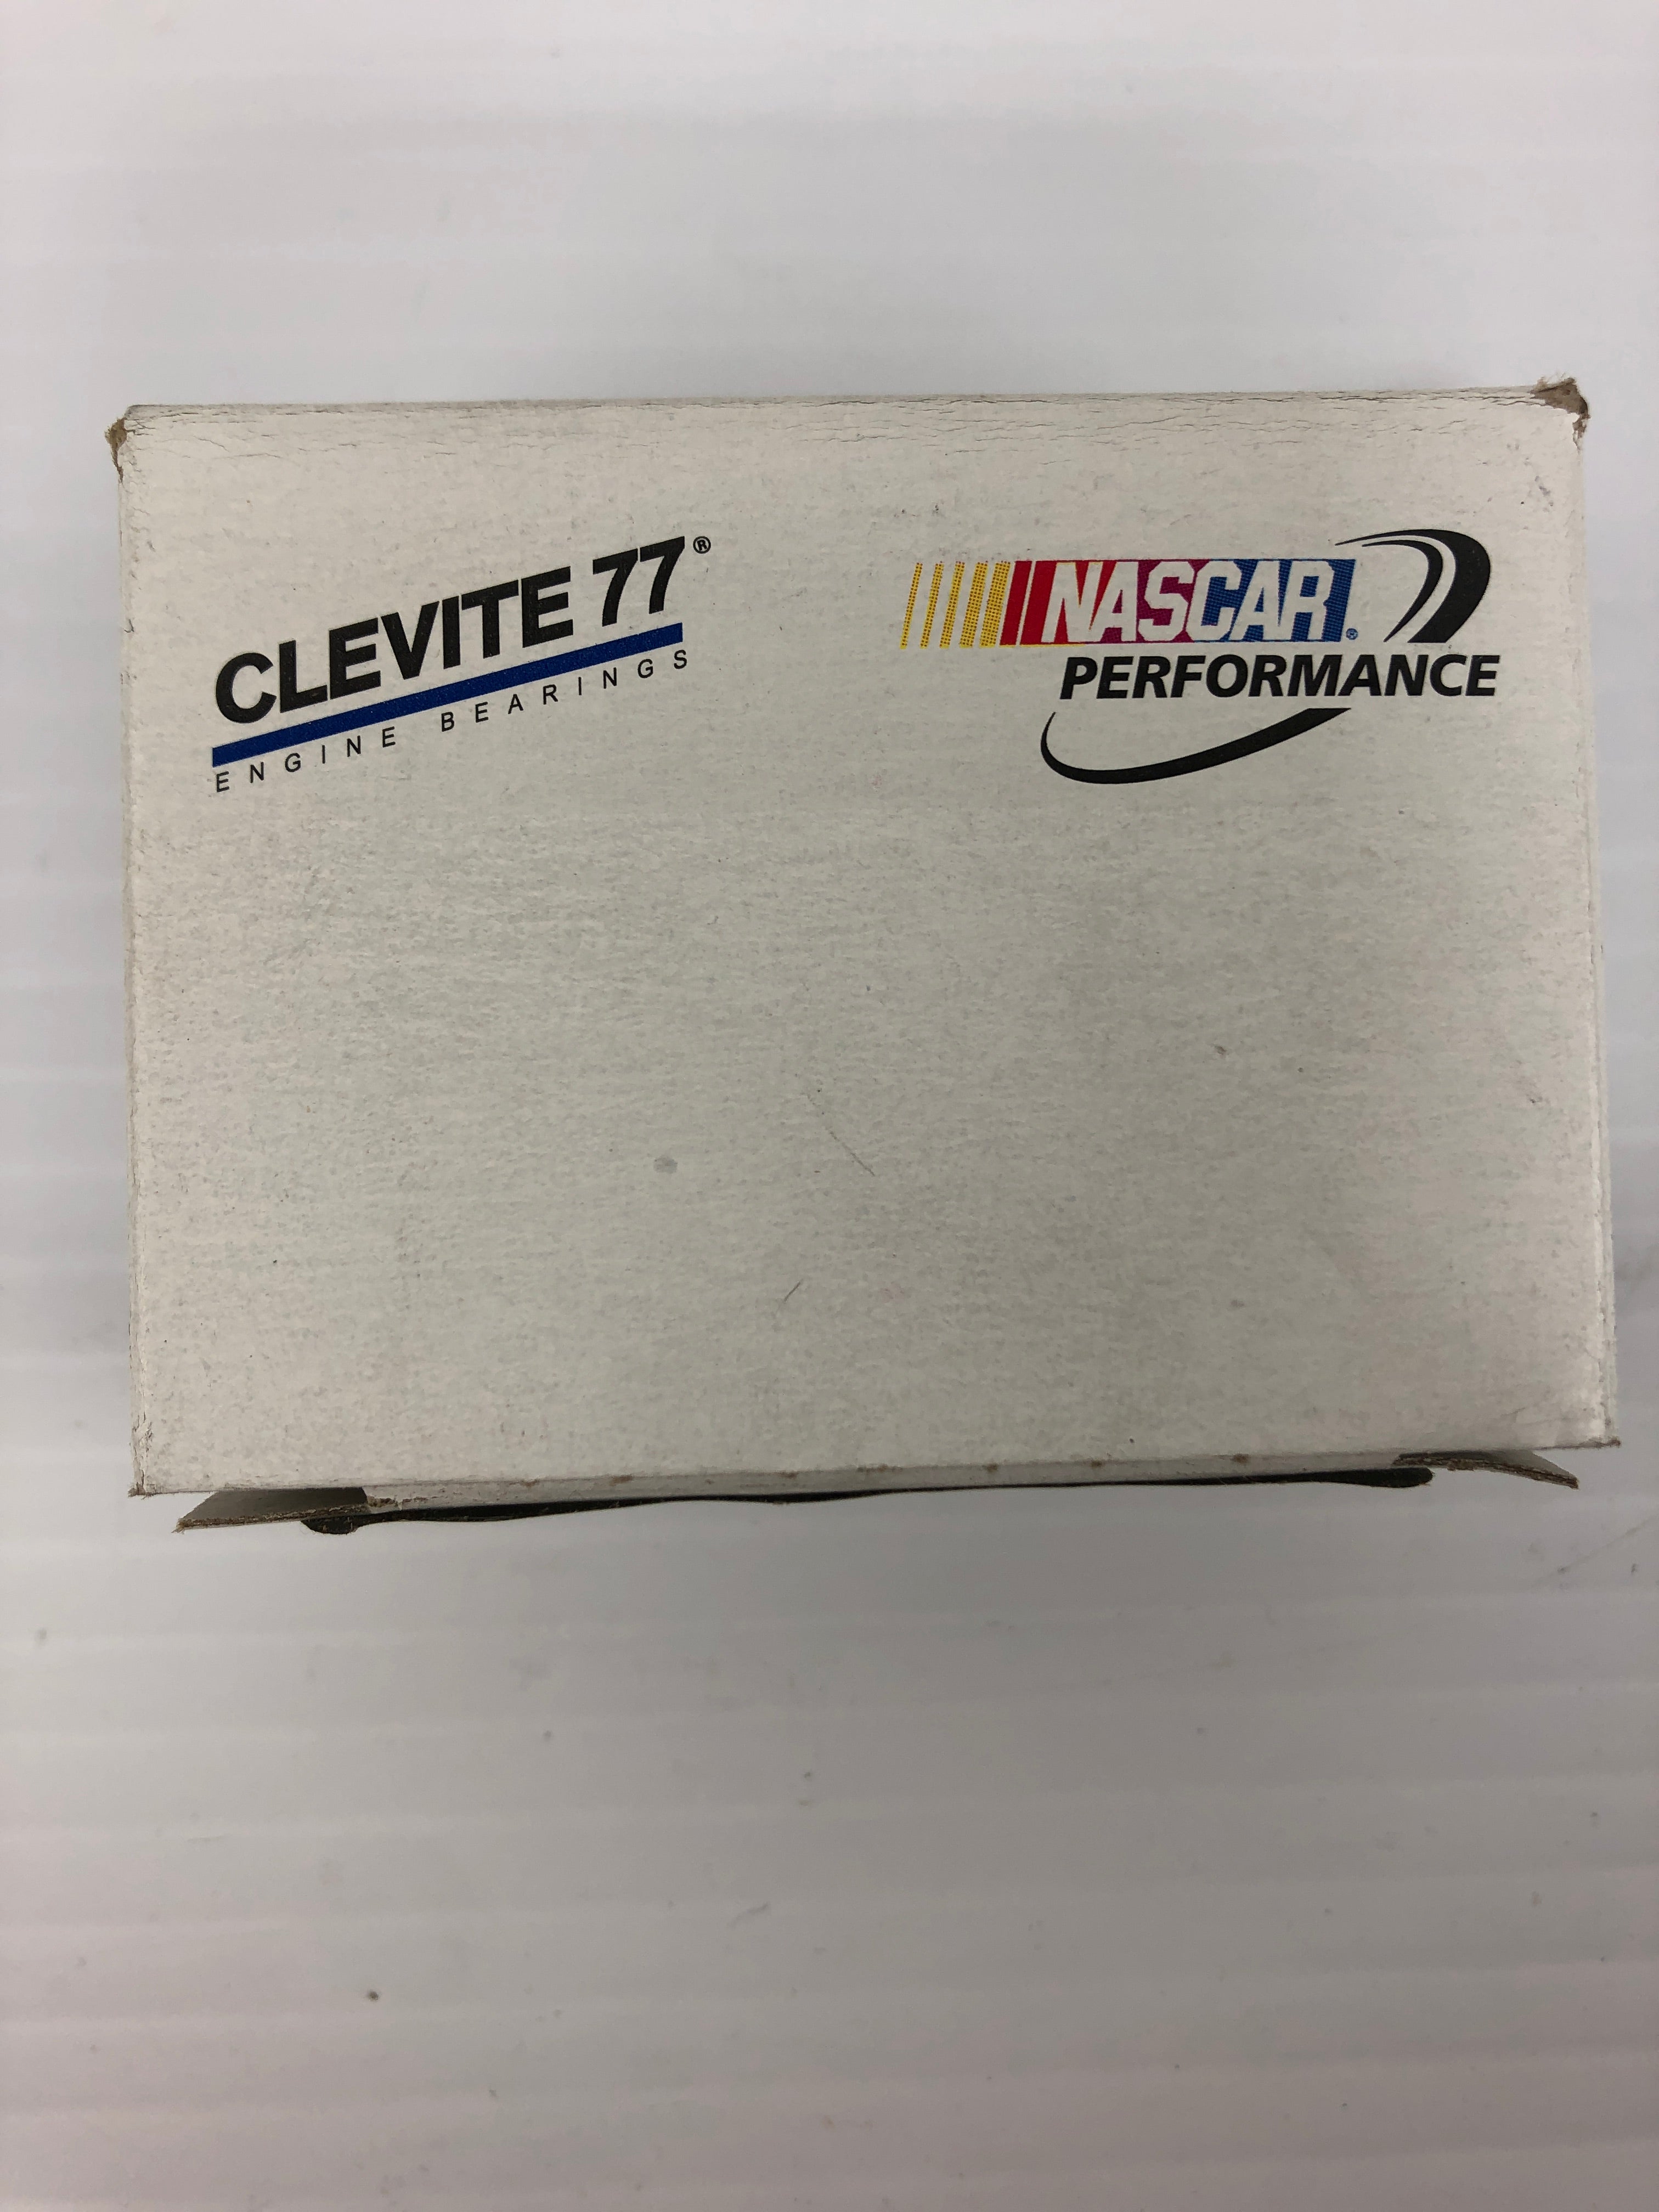 CLEVITE 77®
ENGINE BEARINGS
NASCAR®
PERFORMANCE